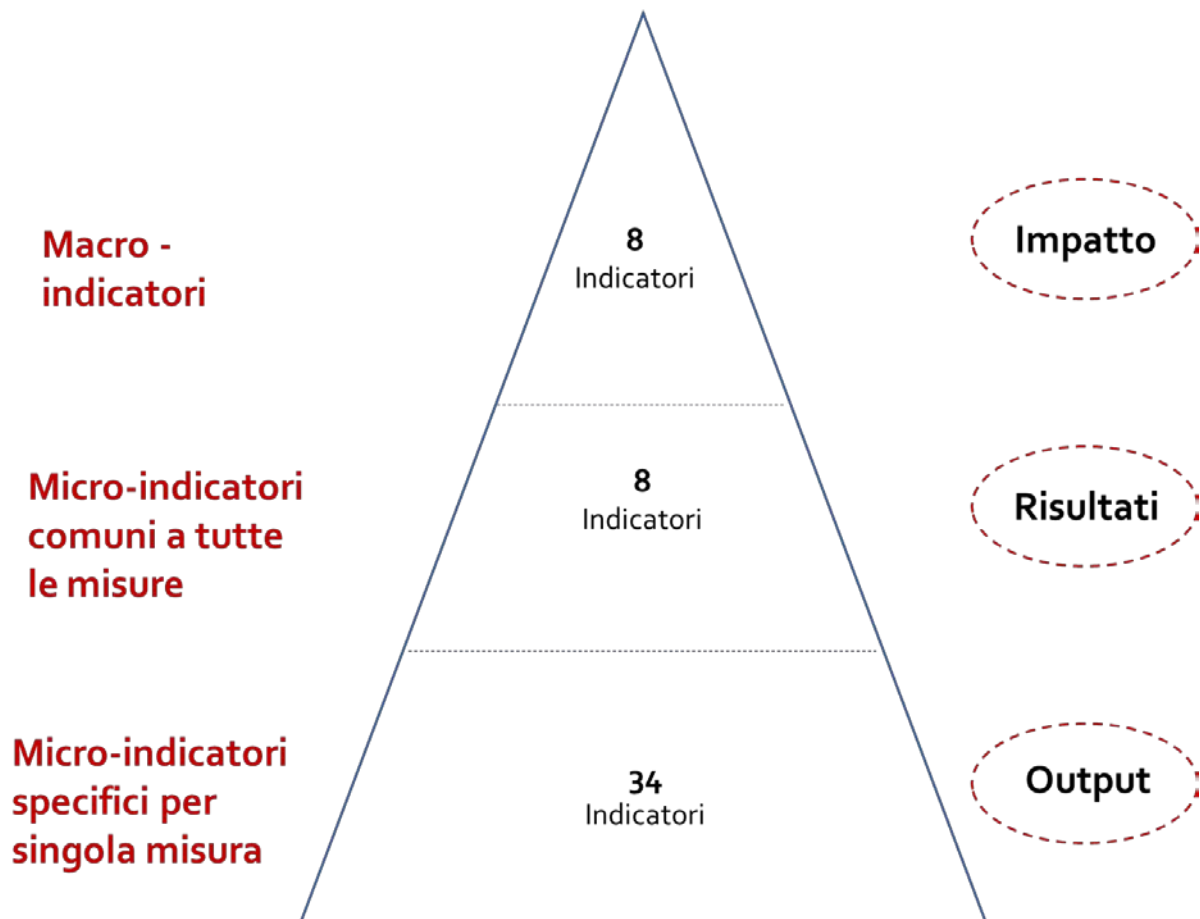 Macro -
indicatori
8
Indicatori
Impatto
Micro-indicatori
comuni a tutte
le misure
8
Indicatori
Risultati
Micro-indicatori
specifici per
singola misura
34
Indicatori
Output